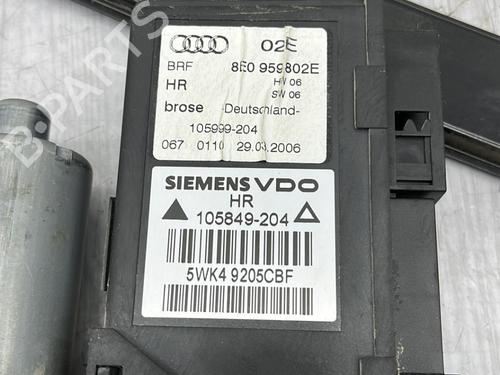 02E
BRF 8E0 959802E
HR HW 06
SW 06
brose -Deutschland-
105999-204
067 0110 29.03.2006
SIEMENS VDO
HR
105849-204
5WK4 9205CBF
B-PARTS